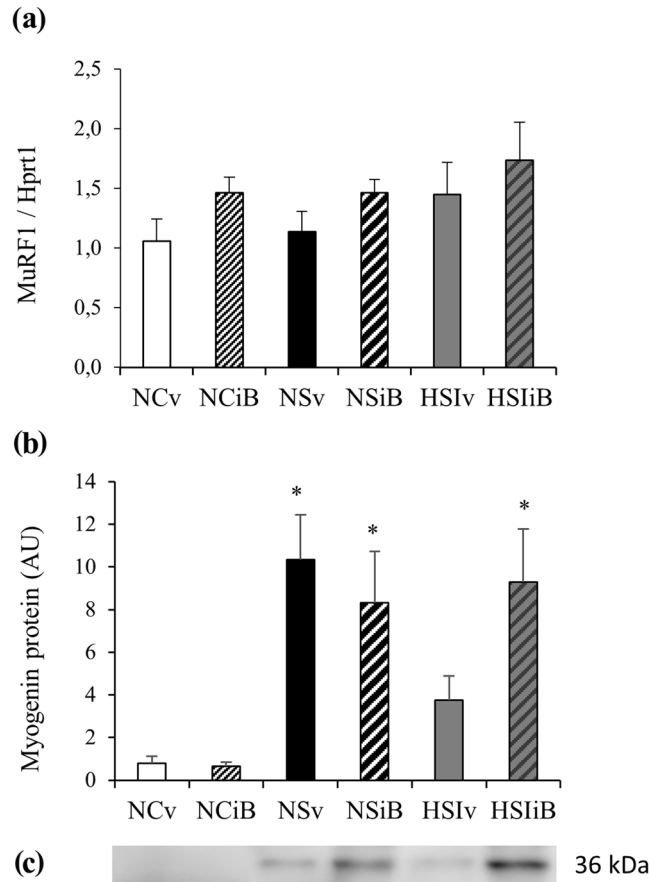 (a)
2,5
2,0
1,5
1,0
0,5
0,0
MuRF1 / Hprt1
NCv NCiB NSv NSiB HSIv HSIiB
(b)
14
12
10
8
6
4
2
0
Myogenin protein (AU)
* * *
NCv NCiB NSv NSiB HSIv HSIiB
(c) 36 kDa